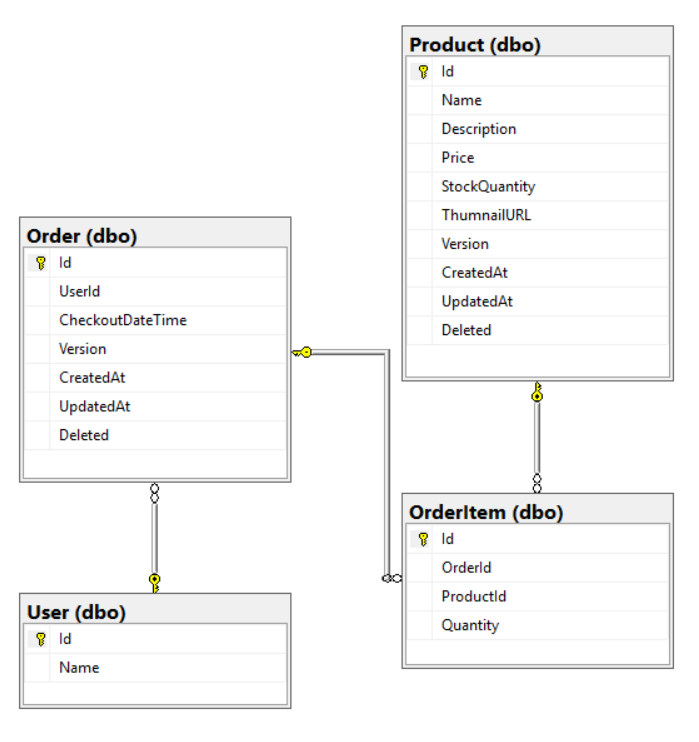 Product (dbo)
Id
Name
Description
Price
StockQuantity
ThumnailURL
Version
CreatedAt
UpdatedAt
Deleted
Order (dbo)
Id
UserId
CheckoutDateTime
Version
CreatedAt
UpdatedAt
Deleted
OrderItem (dbo)
Id
OrderId
ProductId
Quantity
User (dbo)
Id
Name